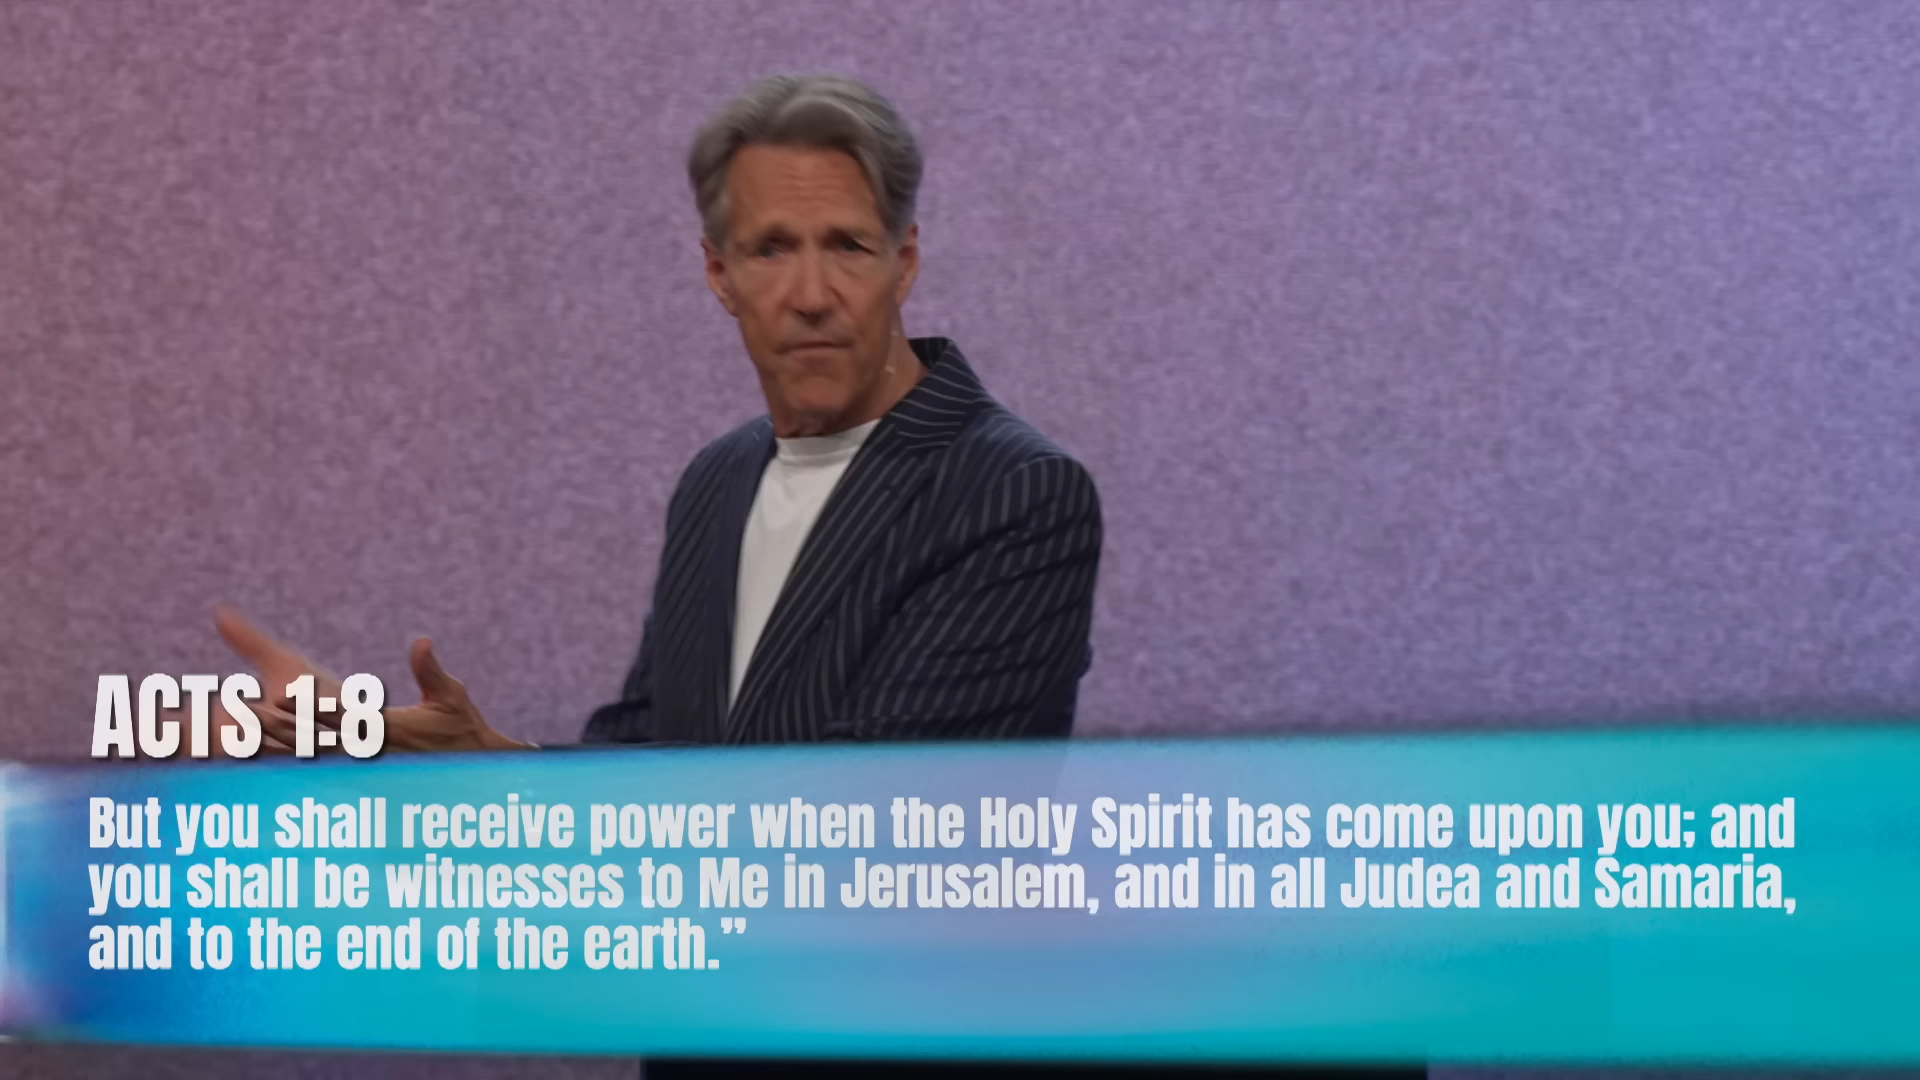 ACTS 1:8
But you shall receive power when the Holy Spirit has come upon you; and
you shall be witnesses to Me in Jerusalem, and in all Judea and Samaria,
and to the end of the earth.”